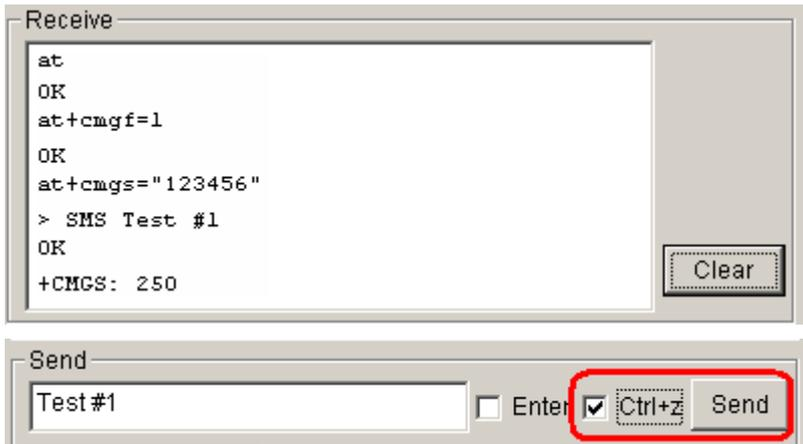 Receive
at
OK
at+cmgf=1
OK
at+cmgs="123456"
> SMS Test #1
OK
+CMGS: 250
Clear
Send
Test #1
Enter
Ctrl+z
Send